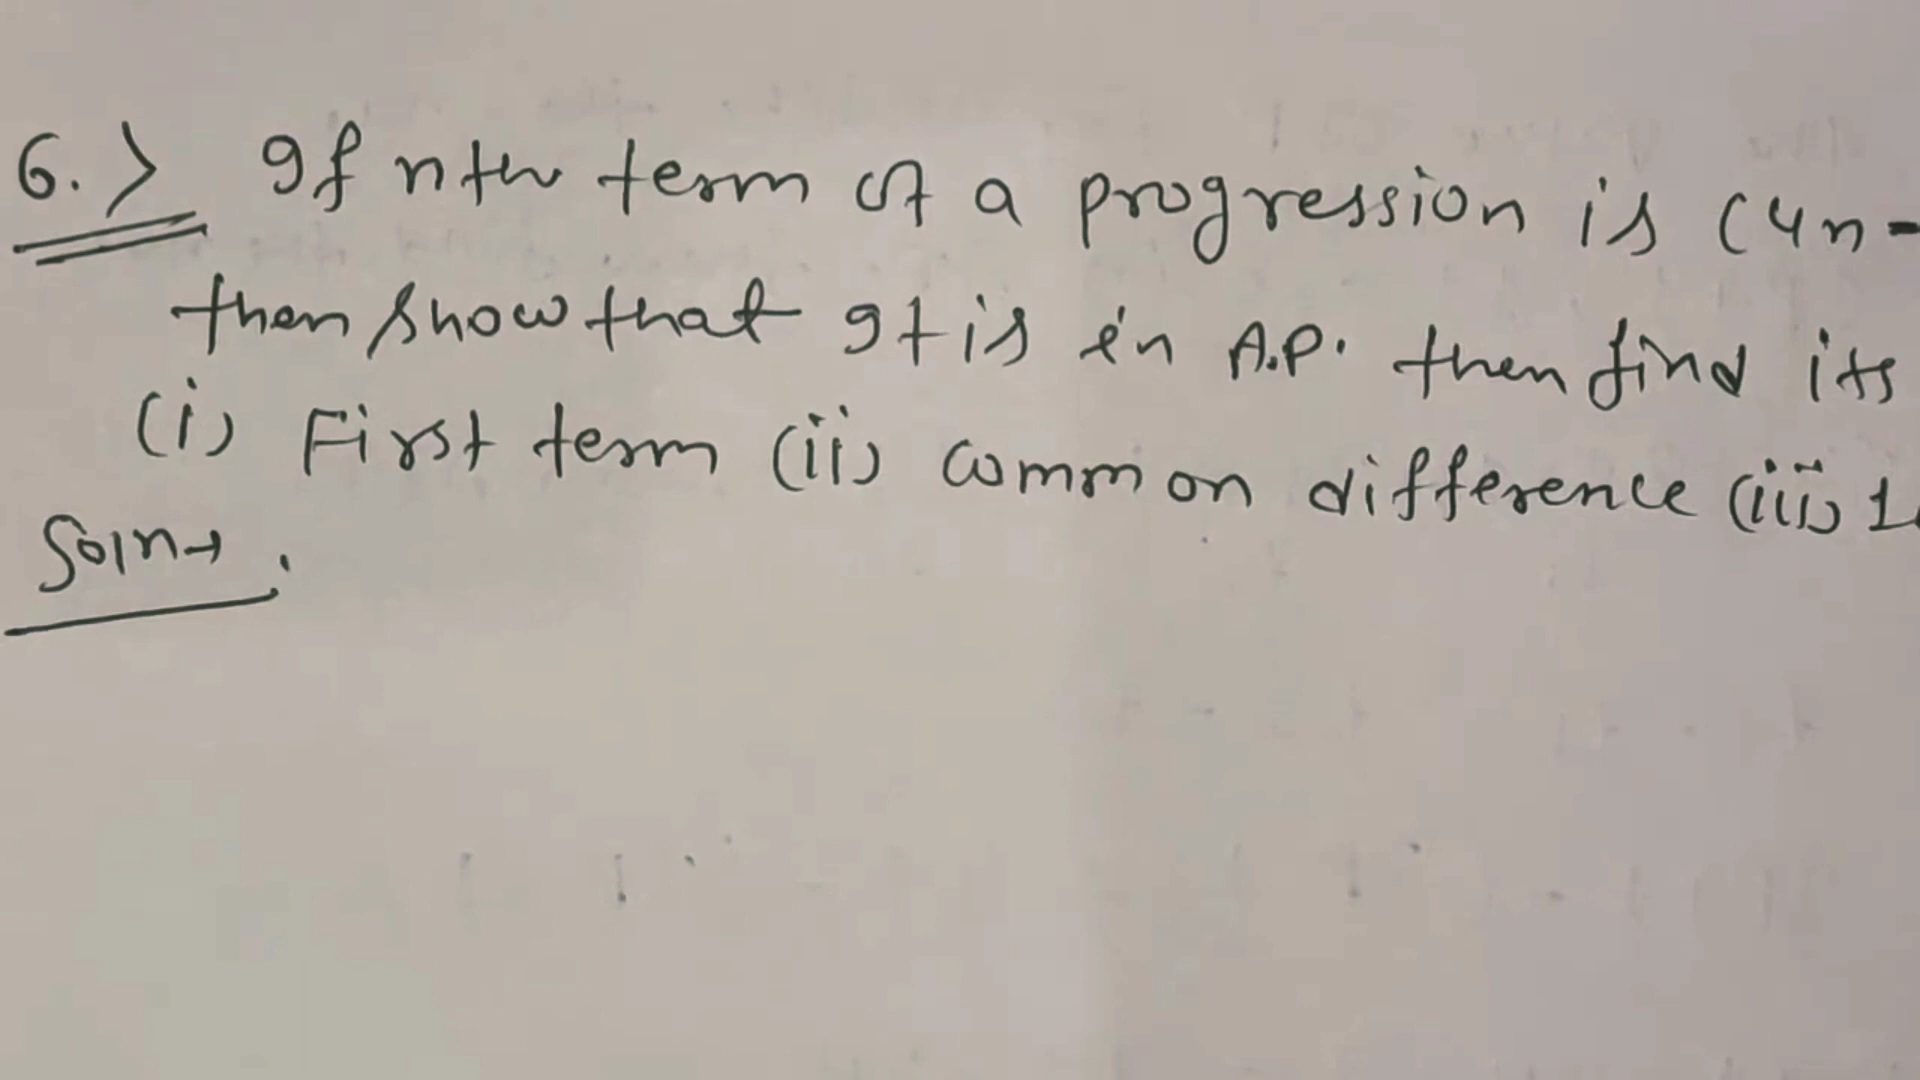 6.> If nth term of a progression is (4n-
then show that It is in A.P. then find its
(i) First term (ii) common difference (iii) 1
Soln→.